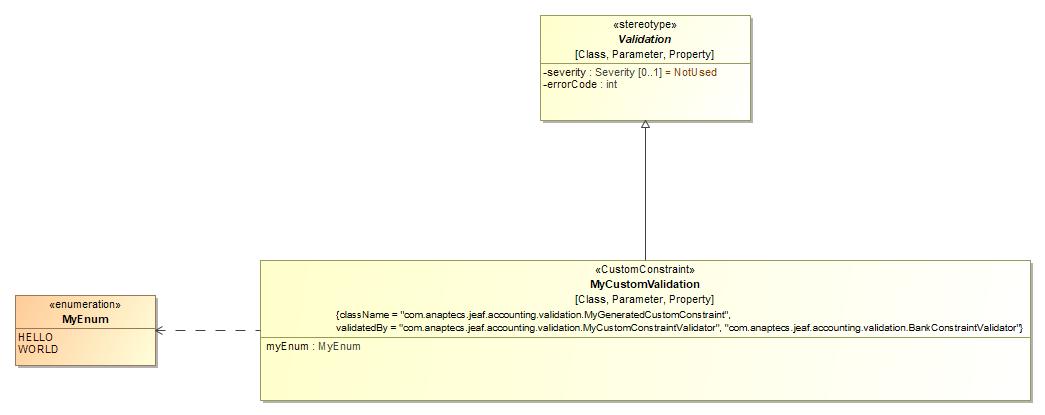 «stereotype»
Validation
[Class, Parameter, Property]
-severity : Severity [0..1] = NotUsed
-errorCode : int
«CustomConstraint»
MyCustomValidation
[Class, Parameter, Property]
{className = "com.anaptecs.jeaf.accounting.validation.MyGeneratedCustomConstraint",
validatedBy = "com.anaptecs.jeaf.accounting.validation.MyCustomConstraintValidator", "com.anaptecs.jeaf.accounting.validation.BankConstraintValidator"}
myEnum : MyEnum
«enumeration»
MyEnum
HELLO
WORLD